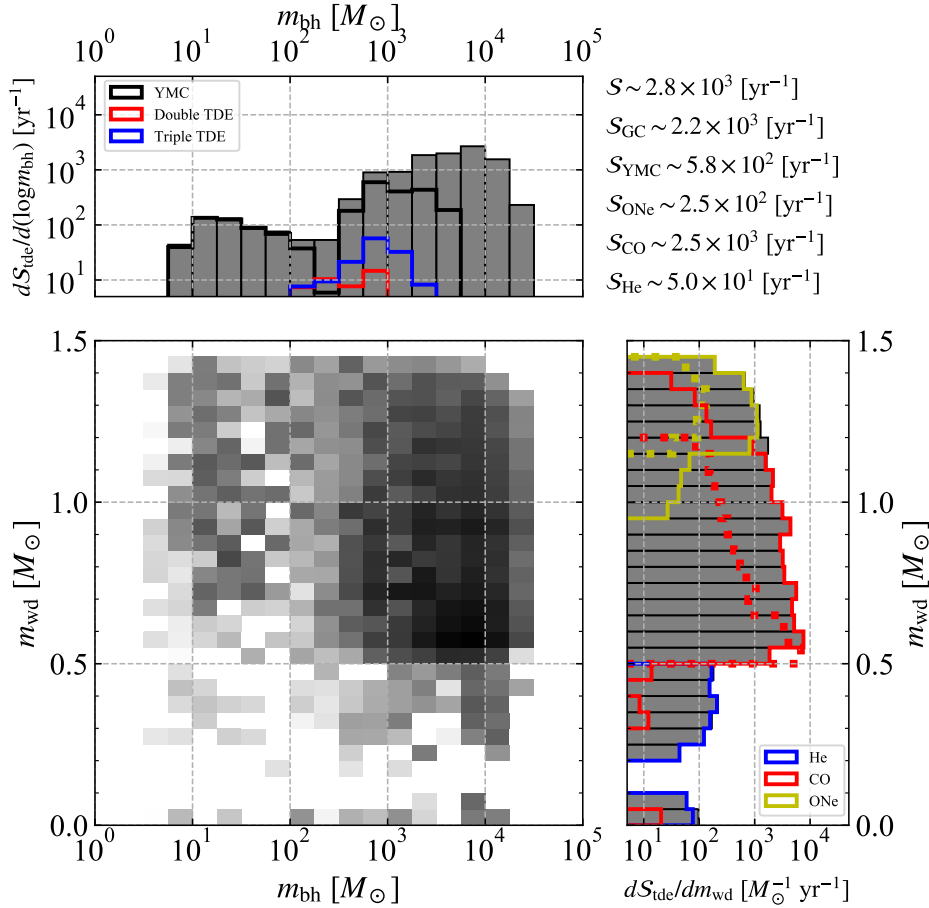 m_bh [M_⊙]
10^0 10^1 10^2 10^3 10^4 10^5
dS_tde/d(logm_bh) [yr^−1]
10^4
10^3
10^2
10^1
YMC
Double TDE
Triple TDE
S ~ 2.8 × 10^3 [yr^−1]
S_GC ~ 2.2 × 10^3 [yr^−1]
S_YMC ~ 5.8 × 10^2 [yr^−1]
S_ONe ~ 2.5 × 10^2 [yr^−1]
S_CO ~ 2.5 × 10^3 [yr^−1]
S_He ~ 5.0 × 10^1 [yr^−1]
m_wd [M_⊙]
1.5
1.0
0.5
0.0
10^0 10^1 10^2 10^3 10^4 10^5
m_bh [M_⊙]
He
CO
ONe
1.5
1.0
0.5
0.0
m_wd [M_⊙]
10^1 10^2 10^3 10^4
dS_tde/dm_wd [M_⊙^−1 yr^−1]